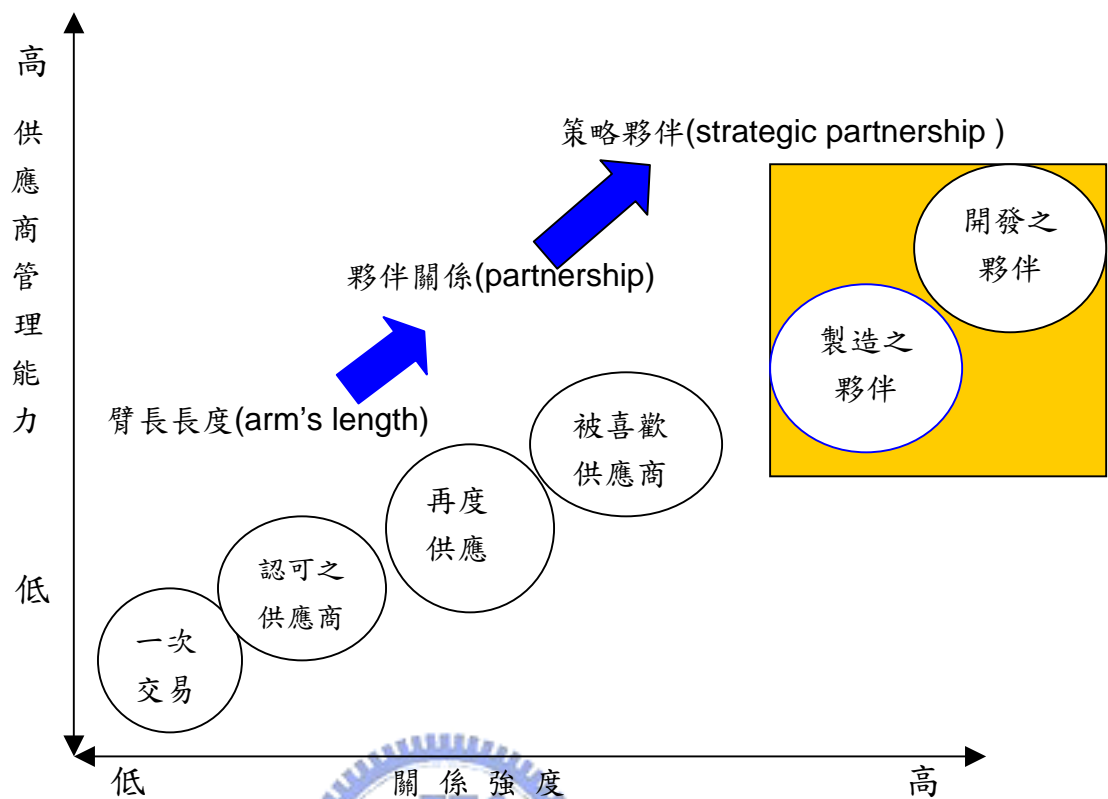 高
供
應
商
管
理
能
力
低
策略夥伴(strategic partnership )
夥伴關係(partnership)
臂長長度(arm's length)
開發之
夥伴
製造之
夥伴
被喜歡
供應商
再度
供應
認可之
供應商
一次
交易
低
關係強度
高